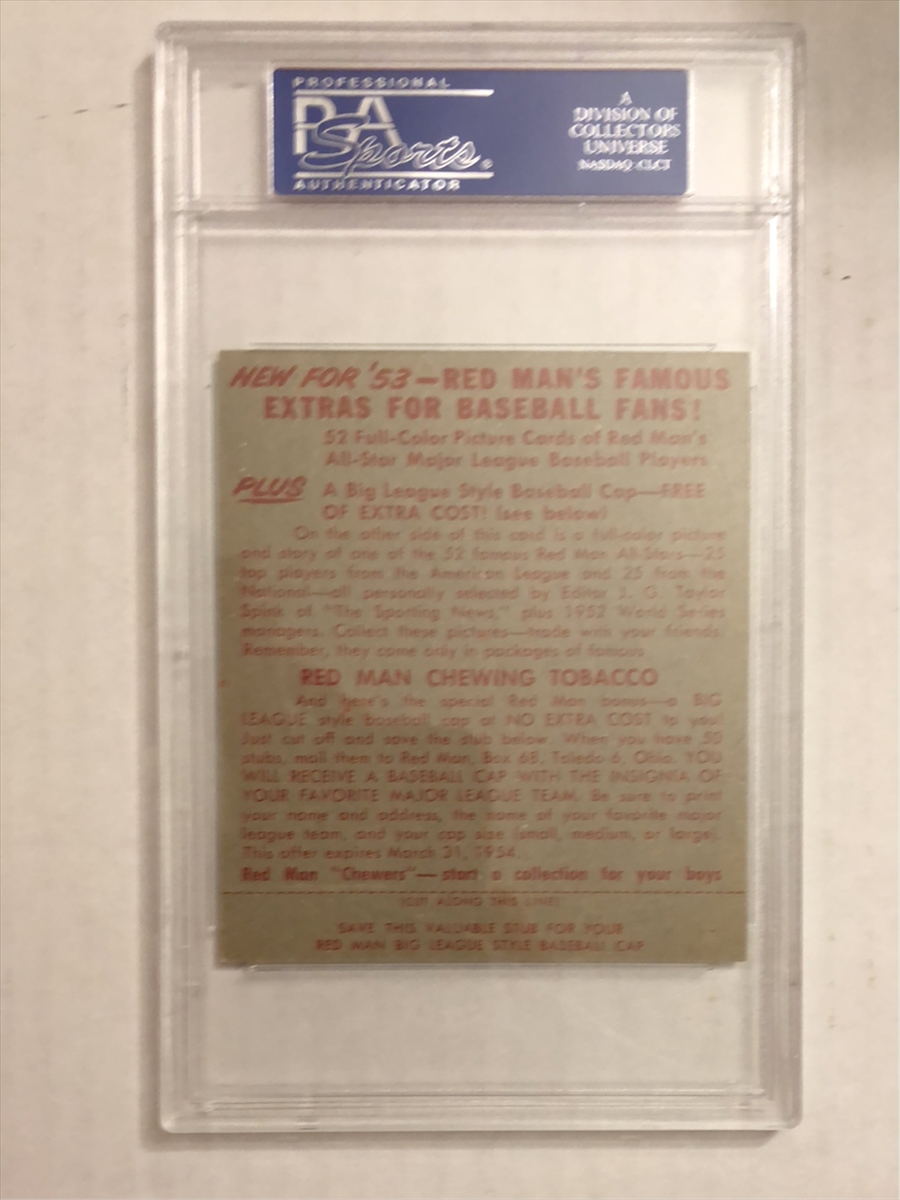 PROFESSIONAL
PSA
Sports®
AUTHENTICATOR
A
DIVISION OF
COLLECTORS
UNIVERSE
NASDAQ: CLCT
NEW FOR '53—RED MAN'S FAMOUS
EXTRAS FOR BASEBALL FANS!
52 Full-Color Picture Cards of Red Man's
All-Star Major League Baseball Players
PLUS A Big League Style Baseball Cap—FREE
OF EXTRA COST! (see below)
On the other side of this card is a full-color picture
and story of one of the 52 famous Red Man All-Stars—25
top players from the American League and 25 from the
National—all personally selected by Editor J. G. Taylor
Spink of "The Sporting News," plus 1952 World Series
managers. Collect these pictures—trade with your friends.
Remember, they come only in packages of famous
RED MAN CHEWING TOBACCO
And here's the special Red Man bonus—a BIG
LEAGUE style baseball cap at NO EXTRA COST to you!
Just cut off and save the stub below. When you have 50
stubs, mail them to Red Man, Box 6B, Toledo 6, Ohio. YOU
WILL RECEIVE A BASEBALL CAP WITH THE INSIGNIA OF
YOUR FAVORITE MAJOR LEAGUE TEAM. Be sure to print
your name and address, the name of your favorite major
league team, and your cap size (small, medium, or large).
This offer expires March 31, 1954.
Red Man "Chewers"—start a collection for your boys
(CUT ALONG THIS LINE)
SAVE THIS VALUABLE STUB FOR YOUR
RED MAN BIG LEAGUE STYLE BASEBALL CAP